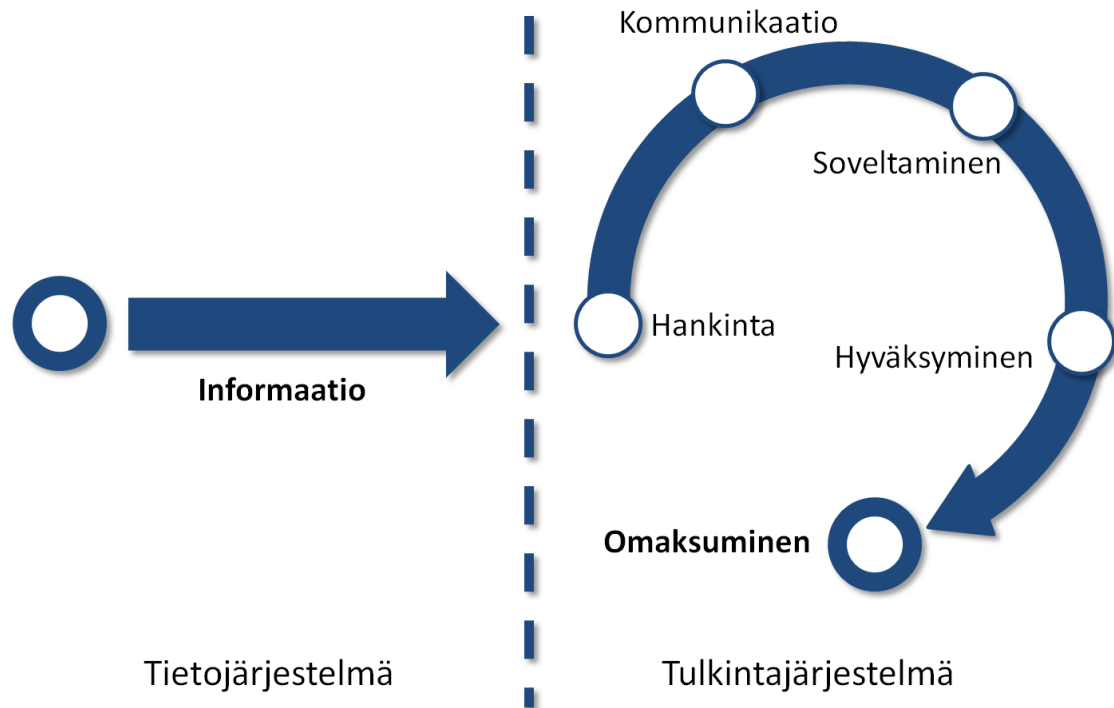 Kommunikaatio
Soveltaminen
Hankinta
Hyväksyminen
Informaatio
Omaksuminen
Tietojärjestelmä
Tulkintajärjestelmä